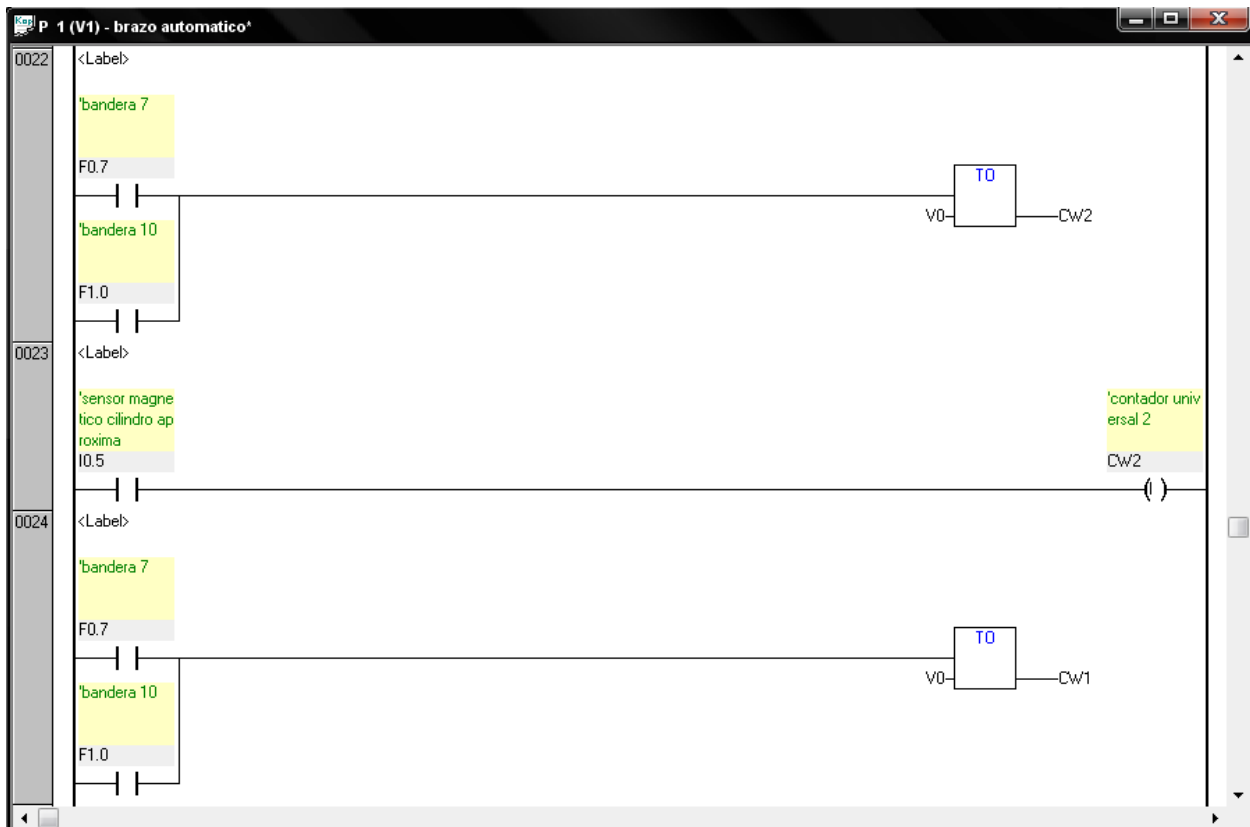 P 1 (V1) - brazo automatico*
0022
<Label>
'bandera 7
F0.7
TO
V0
CW2
'bandera 10
F1.0
0023
<Label>
'sensor magne
tico cilindro ap
roxima
I0.5
'contador univ
ersal 2
CW2
(I)
0024
<Label>
'bandera 7
F0.7
TO
V0
CW1
'bandera 10
F1.0